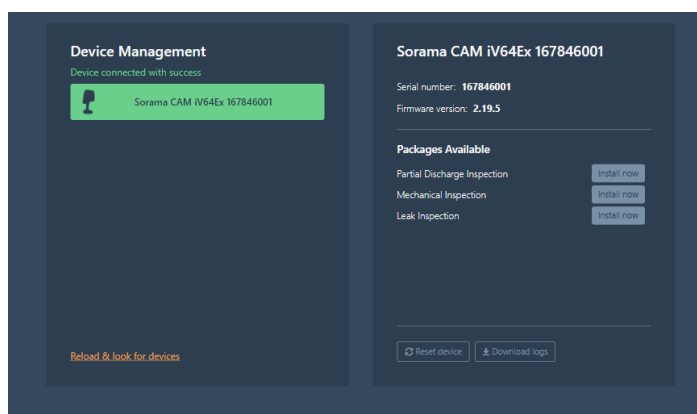 Device Management
Device connected with success
Sorama CAM iV64Ex 167846001
Reload & look for devices
Sorama CAM iV64Ex 167846001
Serial number: 167846001
Firmware version: 2.19.5
Packages Available
Partial Discharge Inspection Install now
Mechanical Inspection Install now
Leak Inspection Install now
Reset device Download logs